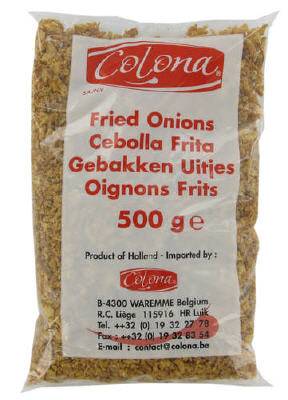 Colona®
Fried Onions
Cebolla Frita
Gebakken Uitjes
Oignons Frits
500 g e
Product of Holland - Imported by :
Colona
B-4300 WAREMME Belgium
R.C. Liège 115916 HR Luik
Tel. ++32 (0) 19 32 27 78
Fax : ++32 (0) 19 32 83 54
E-mail : contact@colona.be